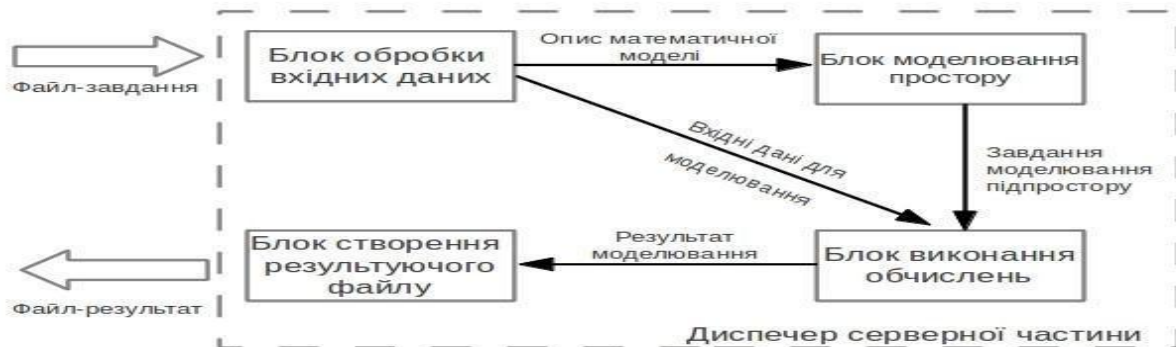 Файл-завдання
Блок обробки
вхідних даних
Опис математичної
моделі
Блок моделювання
простору
Вхідні дані для
моделювання
Завдання
моделювання
підпростору
Блок створення
результуючого
файлу
Результат
моделювання
Блок виконання
обчислень
Файл-результат
Диспечер серверної частини